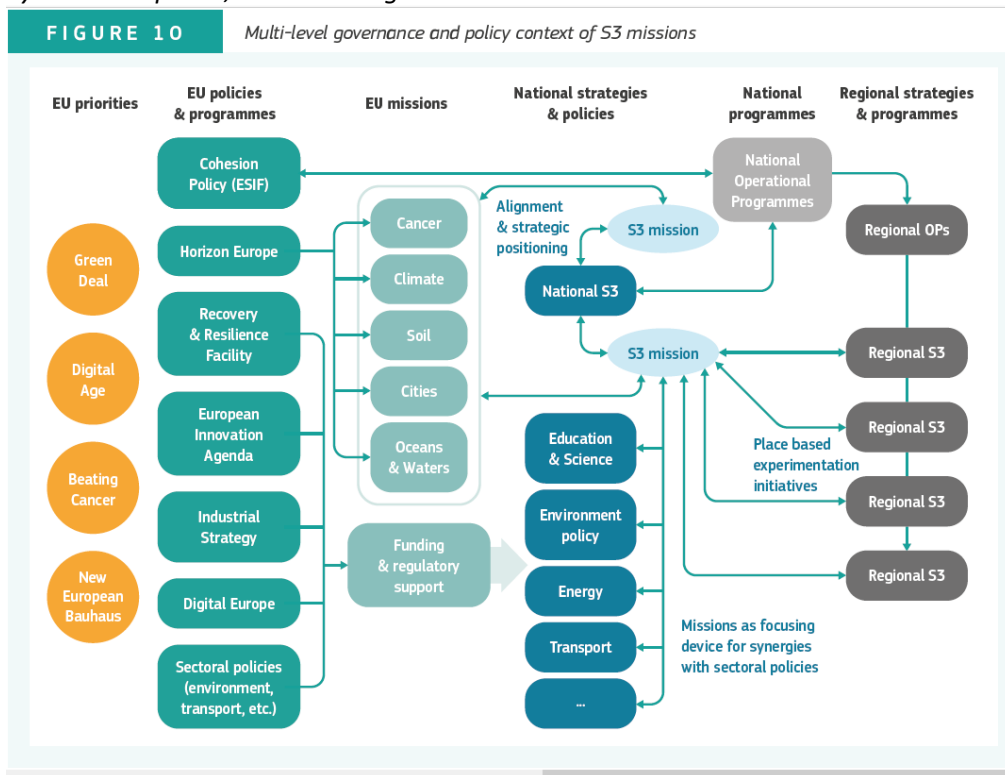 FIGURE 10
Multi-level governance and policy context of S3 missions
EU priorities
EU policies
& programmes
EU missions
National strategies
& policies
National
programmes
Regional strategies
& programmes
Green
Deal
Digital
Age
Beating
Cancer
New
European
Bauhaus
Cohesion
Policy (ESIF)
Horizon Europe
Recovery
& Resilience
Facility
European
Innovation
Agenda
Industrial
Strategy
Digital Europe
Sectoral policies
(environment,
transport, etc.)
Cancer
Climate
Soil
Cities
Oceans
& Waters
Funding
& regulatory
support
Alignment
& strategic
positioning
S3 mission
National S3
S3 mission
Education
& Science
Environment
policy
Energy
Transport
...
National
Operational
Programmes
Place based
experimentation
initiatives
Missions as focusing
device for synergies
with sectoral policies
Regional OPs
Regional S3
Regional S3
Regional S3
Regional S3